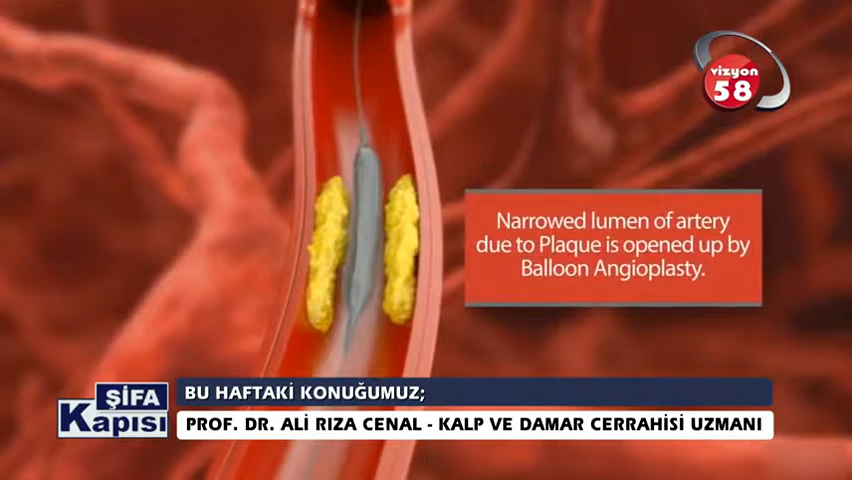 vizyon
58
Narrowed lumen of artery
due to Plaque is opened up by
Balloon Angioplasty.
ŞİFA
Kapısı
BU HAFTAKİ KONUĞUMUZ;
PROF. DR. ALİ RIZA CENAL - KALP VE DAMAR CERRAHİSİ UZMANI